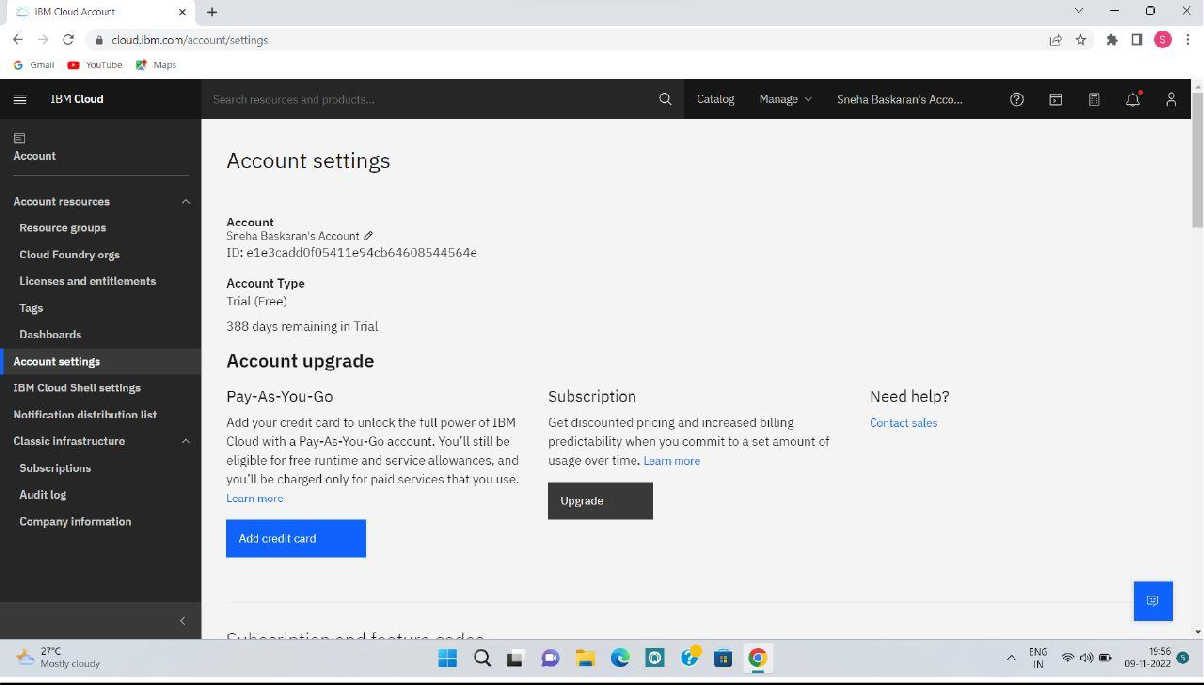 IBM Cloud Account
cloud.ibm.com/account/settings
S
Gmail
YouTube
Maps
IBM Cloud
Search resources and products...
Catalog
Manage
Sneha Baskaran's Acco...
Account
Account resources
Resource groups
Cloud Foundry orgs
Licenses and entitlements
Tags
Dashboards
Account settings
IBM Cloud Shell settings
Notification distribution list
Classic infrastructure
Subscriptions
Audit log
Company information
Account settings
Account
Sneha Baskaran's Account
ID: e1e3cadd0f05411e94cb64608544564e
Account Type
Trial (Free)
388 days remaining in Trial
Account upgrade
Pay-As-You-Go
Add your credit card to unlock the full power of IBM
Cloud with a Pay-As-You-Go account. You'll still be
eligible for free runtime and service allowances, and
you'll be charged only for paid services that you use.
Learn more
Add credit card
Subscription
Get discounted pricing and increased billing
predictability when you commit to a set amount of
usage over time. Learn more
Upgrade
Need help?
Contact sales
Subscription and feature codes
27°C
Mostly cloudy
ENG
IN
19:56
09-11-2022
S